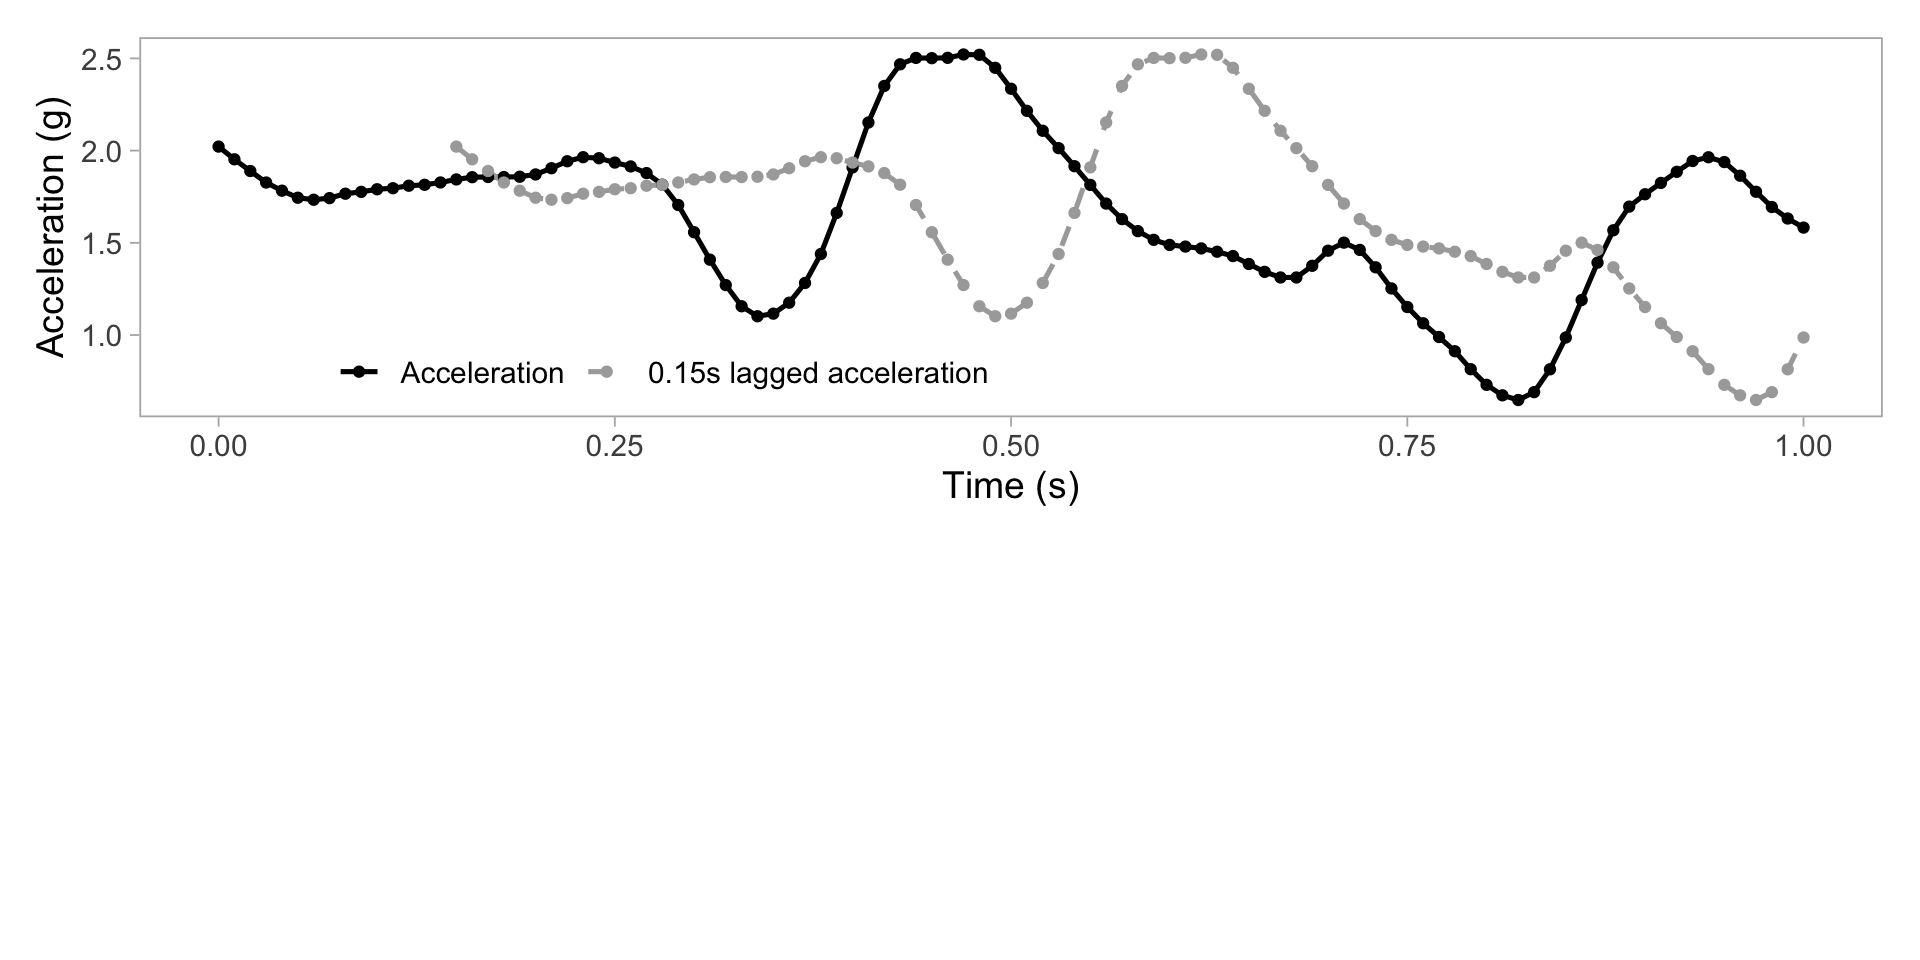 Acceleration (g)
2.5
2.0
1.5
1.0
Acceleration 0.15s lagged acceleration
0.00 0.25 0.50 0.75 1.00
Time (s)